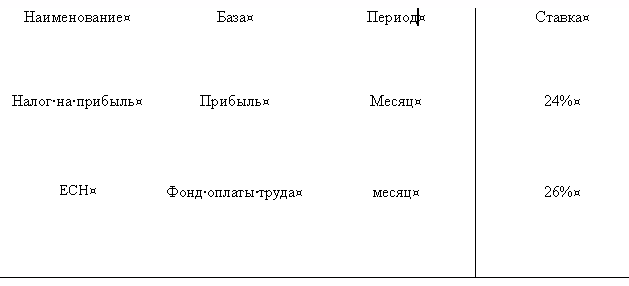 Наименование¤ База¤ Период¤ Ставка¤
Налог·на·прибыль¤ Прибыль¤ Месяц¤ 24%¤
ЕСН¤ Фонд·оплаты·труда¤ месяц¤ 26%¤